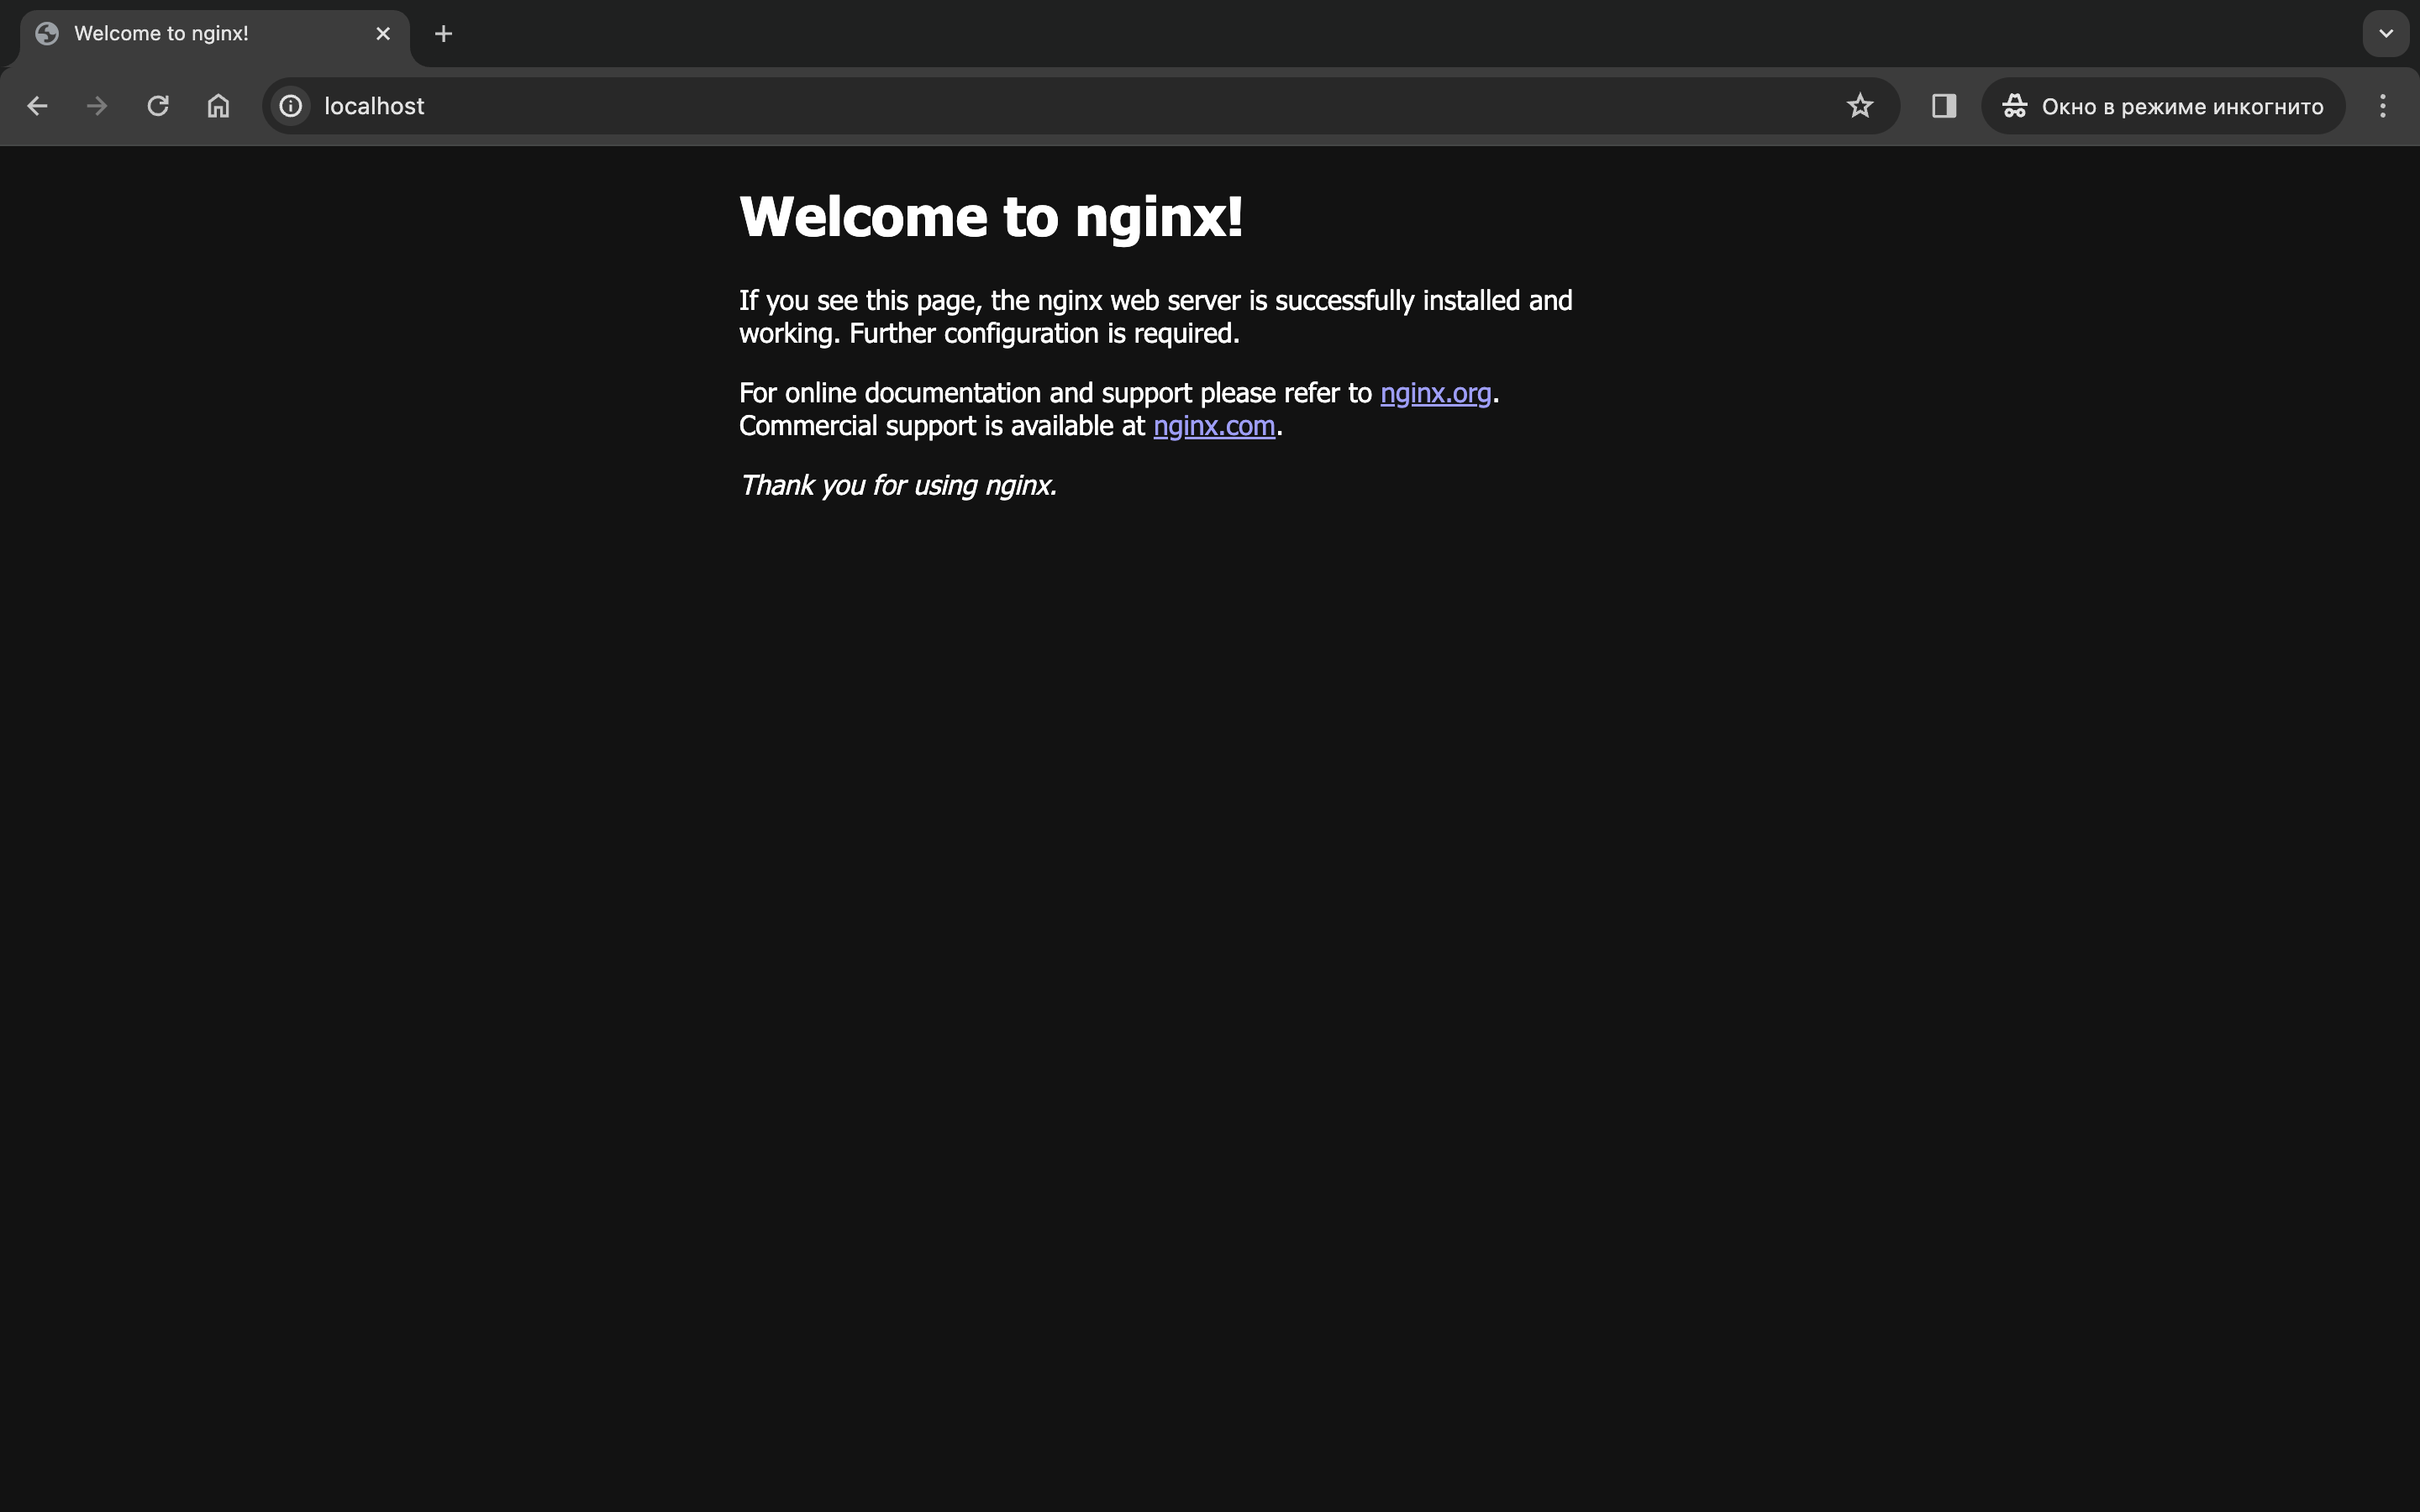 Welcome to nginx!
localhost
Окно в режиме инкогнито
Welcome to nginx!
If you see this page, the nginx web server is successfully installed and
working. Further configuration is required.
For online documentation and support please refer to nginx.org.
Commercial support is available at nginx.com.
Thank you for using nginx.